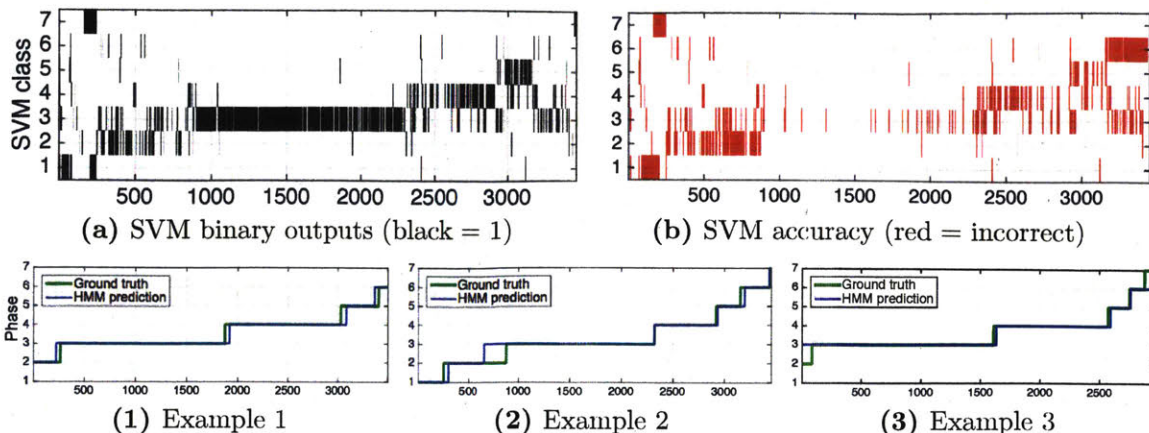 SVM class
7
6
5
4
3
2
1
500 1000 1500 2000 2500 3000
(a) SVM binary outputs (black = 1)
7
6
5
4
3
2
1
500 1000 1500 2000 2500 3000
(b) SVM accuracy (red = incorrect)
Phase
7
6
5
4
3
2
1
Ground truth
HMM prediction
500 1000 1500 2000 2500 3000
(1) Example 1
7
6
5
4
3
2
1
Ground truth
HMM prediction
500 1000 1500 2000 2500 3000
(2) Example 2
7
6
5
4
3
2
1
Ground truth
HMM prediction
500 1000 1500 2000 2500
(3) Example 3